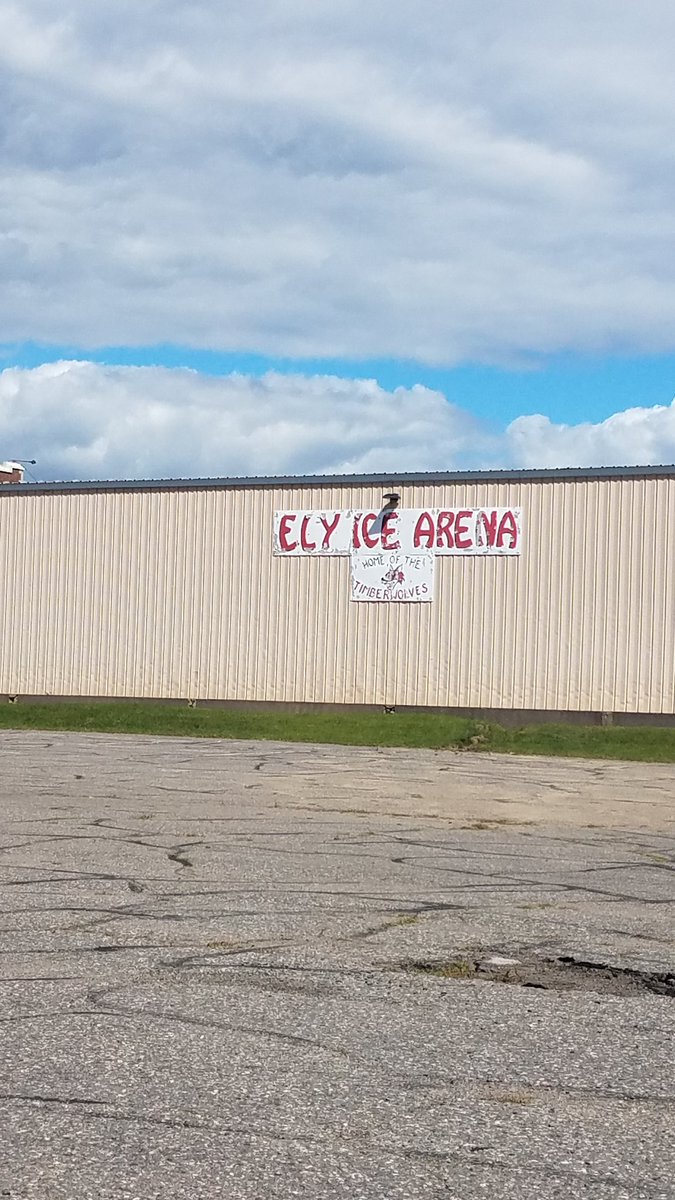 ELY ICE ARENA
HOME OF THE
TIMBERWOLVES